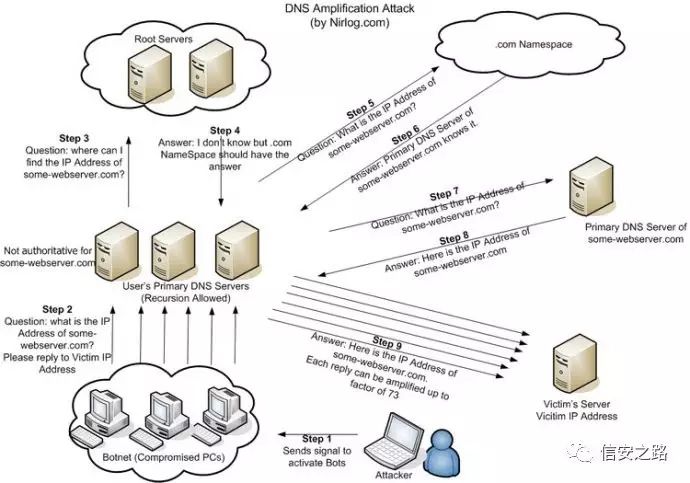 DNS Amplification Attack
(by Nirlog.com)
Root Servers
.com Namespace
Step 3
Question: where can I
find the IP Address of
some-webserver.com?
Step 4
Answer: I don't know but .com
NameSpace should have the
answer
Step 5
Question: What is the IP Address of
some-webserver.com?
Step 6
Answer: Primary DNS Server of
some-webserver.com knows it.
Step 7
Question: What is the IP Address of
some-webserver.com?
Step 8
Answer: Here is the IP Address of
some-webserver.com
Primary DNS Server of
some-webserver.com
Not authoritative for
some-webserver.com
User's Primary DNS Servers
(Recursion Allowed)
Step 2
Question: what is the IP
Address of some-
webserver.com?
Please reply to Victim IP
Address
Step 9
Answer: Here is the IP Address of
some-webserver.com.
Each reply can be amplified up to
factor of 73
Victim's Server
Vicitim IP Address
Botnet (Compromised PCs)
Step 1
Sends signal to
activate Bots
Attacker
信安之路